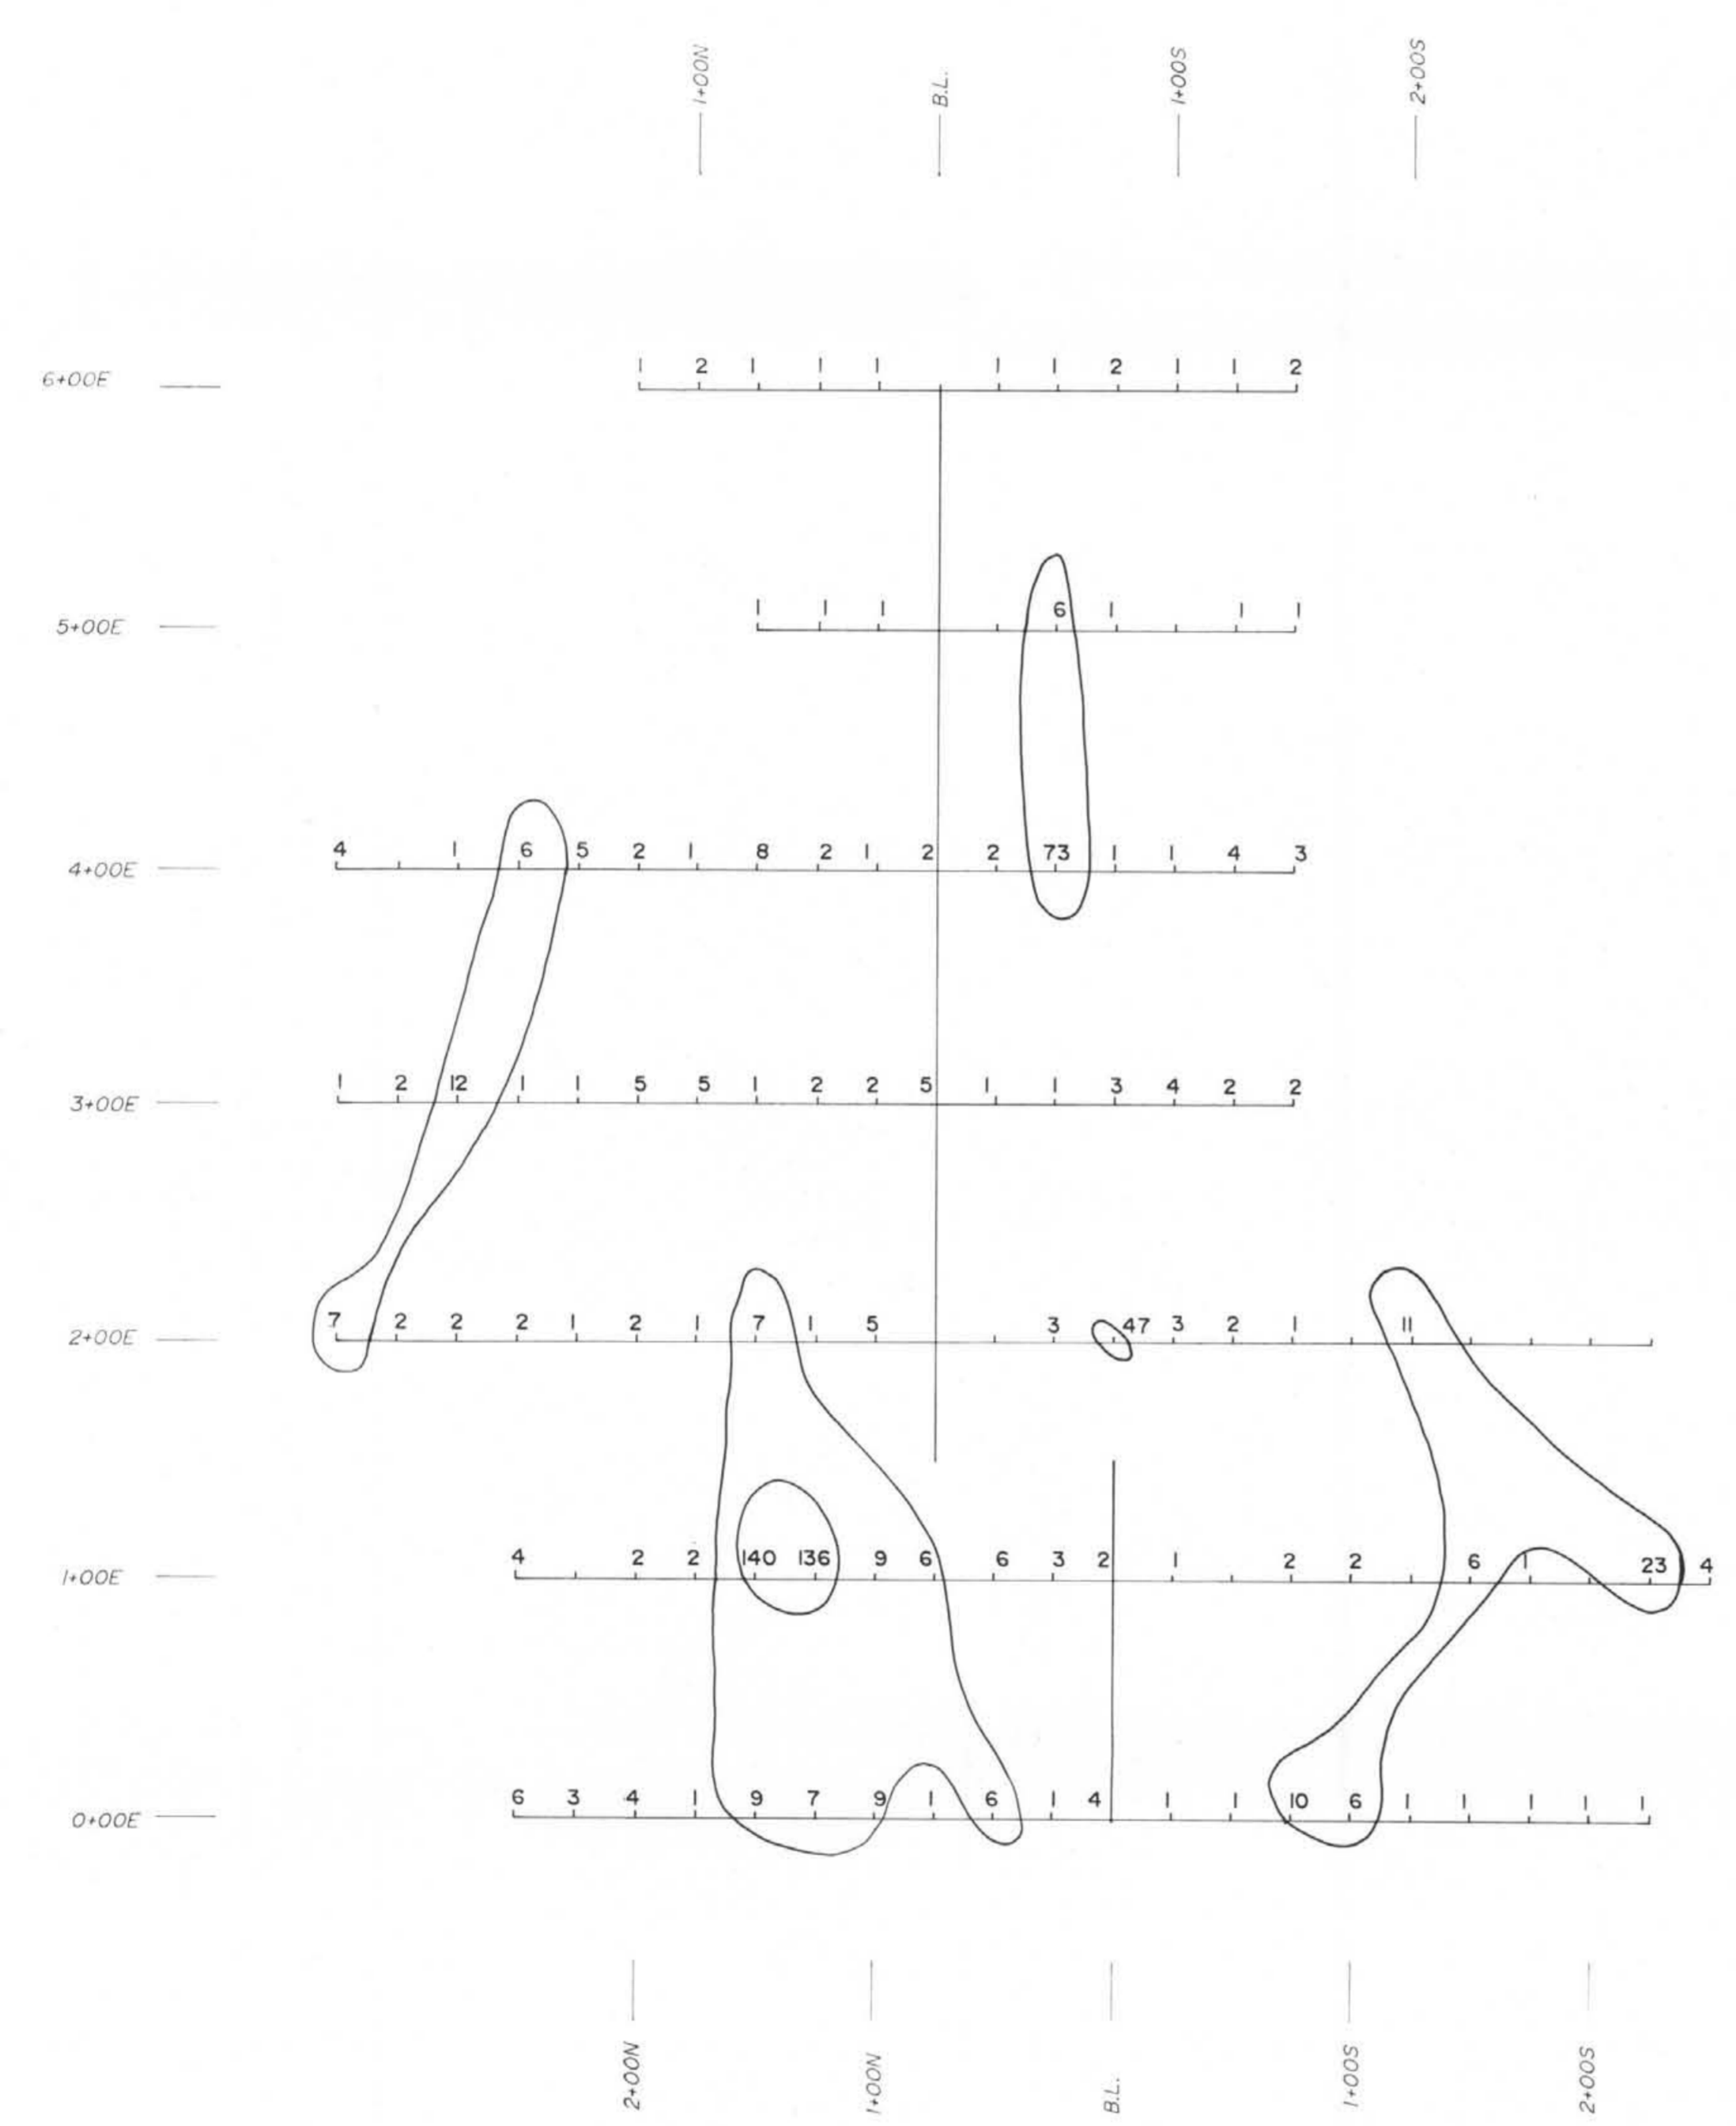 1+00N B.L. 1+00S 2+00S
6+00E 1 2 1 1 1 1 1 2 1 1 2
5+00E 1 1 1 6 1 1 1
4+00E 4 1 6 5 2 1 8 2 1 2 2 73 1 1 4 3
3+00E 1 2 12 1 1 5 5 1 2 2 5 1 1 3 4 2 2
2+00E 7 2 2 2 1 2 1 7 1 5 3 47 3 2 1 11
1+00E 4 2 2 140 136 9 6 6 3 2 1 2 2 6 1 23 4
0+00E 6 3 4 1 9 7 9 1 6 1 4 1 1 10 6 1 1 1 1 1
2+00N 1+00N B.L. 1+00S 2+00S